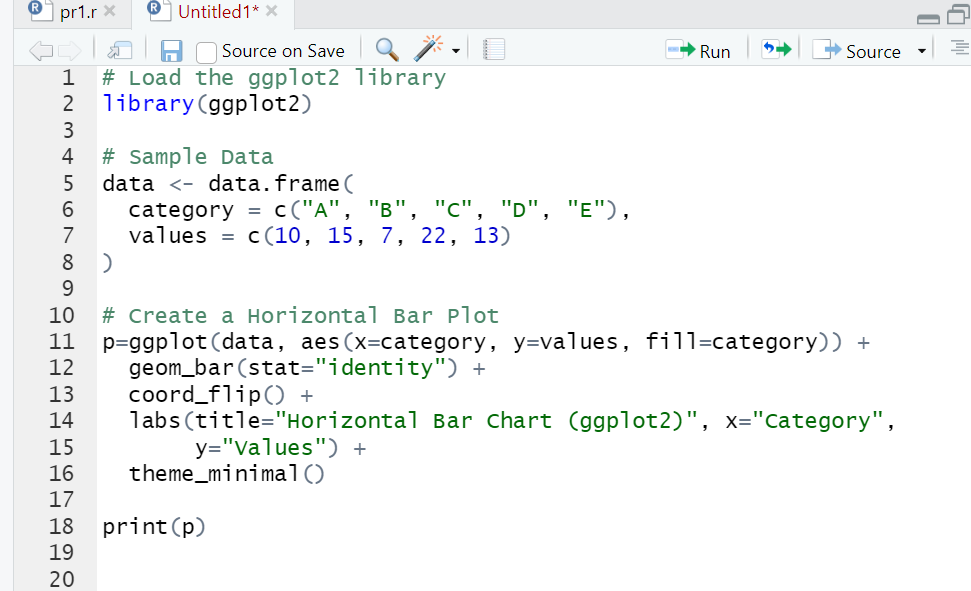 pr1.r
Untitled1*
Source on Save
Run
Source
1 # Load the ggplot2 library
2 library(ggplot2)
3
4 # Sample Data
5 data <- data.frame(
6   category = c("A", "B", "C", "D", "E"),
7   values = c(10, 15, 7, 22, 13)
8 )
9
10 # Create a Horizontal Bar Plot
11 p=ggplot(data, aes(x=category, y=values, fill=category)) +
12   geom_bar(stat="identity") +
13   coord_flip() +
14   labs(title="Horizontal Bar Chart (ggplot2)", x="Category",
15        y="Values") +
16   theme_minimal()
17
18 print(p)
19
20